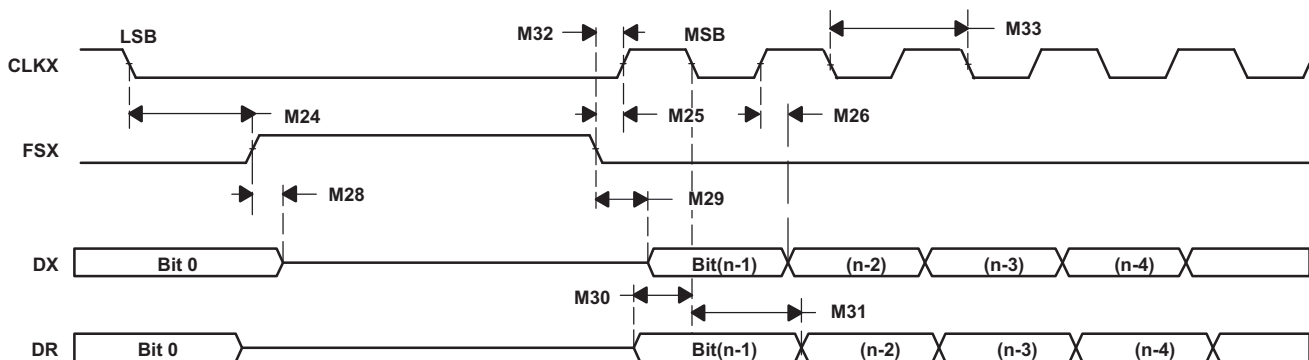 LSB M32 MSB M33
CLKX
M24 M25 M26
FSX
M28 M29
DX Bit 0 Bit(n-1) (n-2) (n-3) (n-4)
M30 M31
DR Bit 0 Bit(n-1) (n-2) (n-3) (n-4)